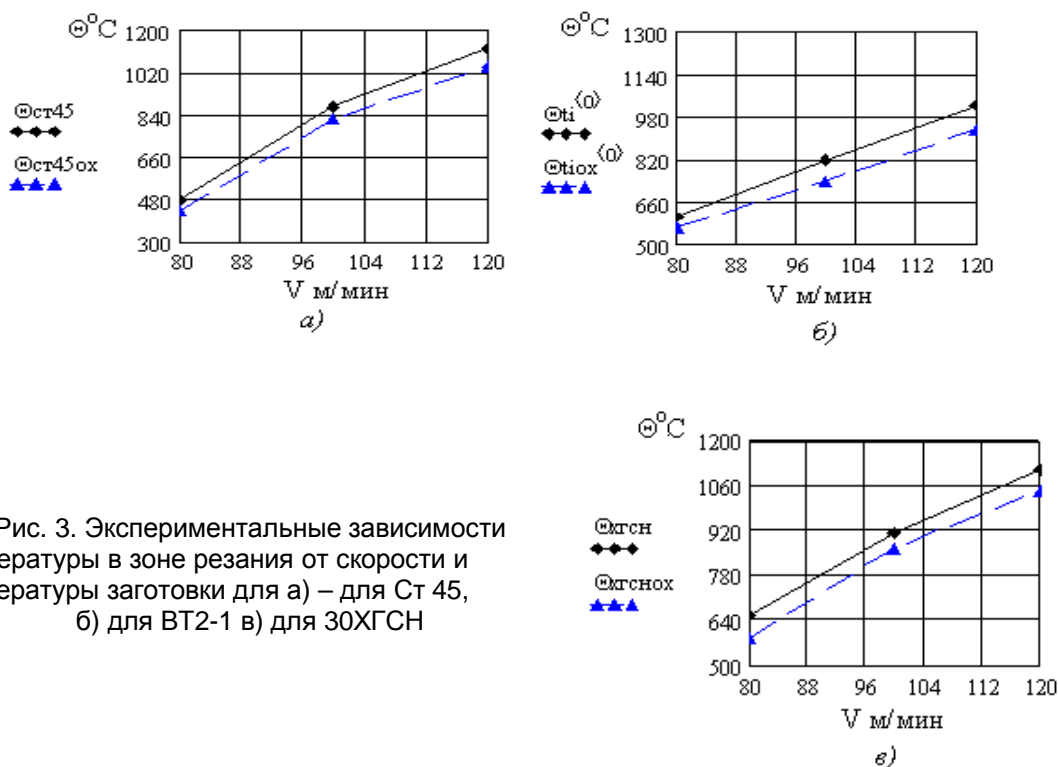 Θ°C
1200
1020
840
660
480
300
80 88 96 104 112 120
V м/мин
а)
Θст45
Θст45ох
Θ°C
1300
1140
980
820
660
500
80 88 96 104 112 120
V м/мин
б)
Θti⟨0⟩
Θtiox⟨0⟩
Рис. 3. Экспериментальные зависимости
ературы в зоне резания от скорости и
ературы заготовки для а) – для Ст 45,
б) для ВТ2-1 в) для 30ХГСН
Θ°C
1200
1060
920
780
640
500
80 88 96 104 112 120
V м/мин
в)
Θхгсн
Θхгснох